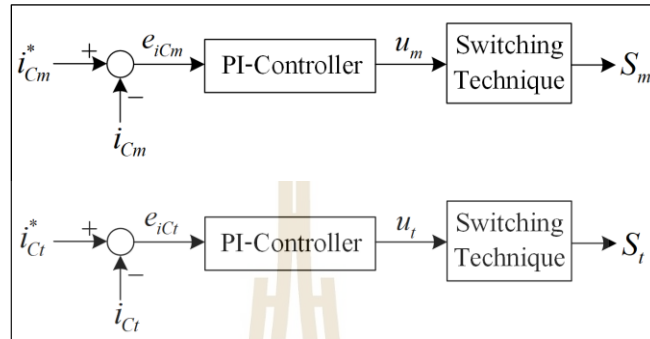 i*Cm + − eiCm PI-Controller um Switching Technique Sm
iCm
i*Ct + − eiCt PI-Controller ut Switching Technique St
iCt